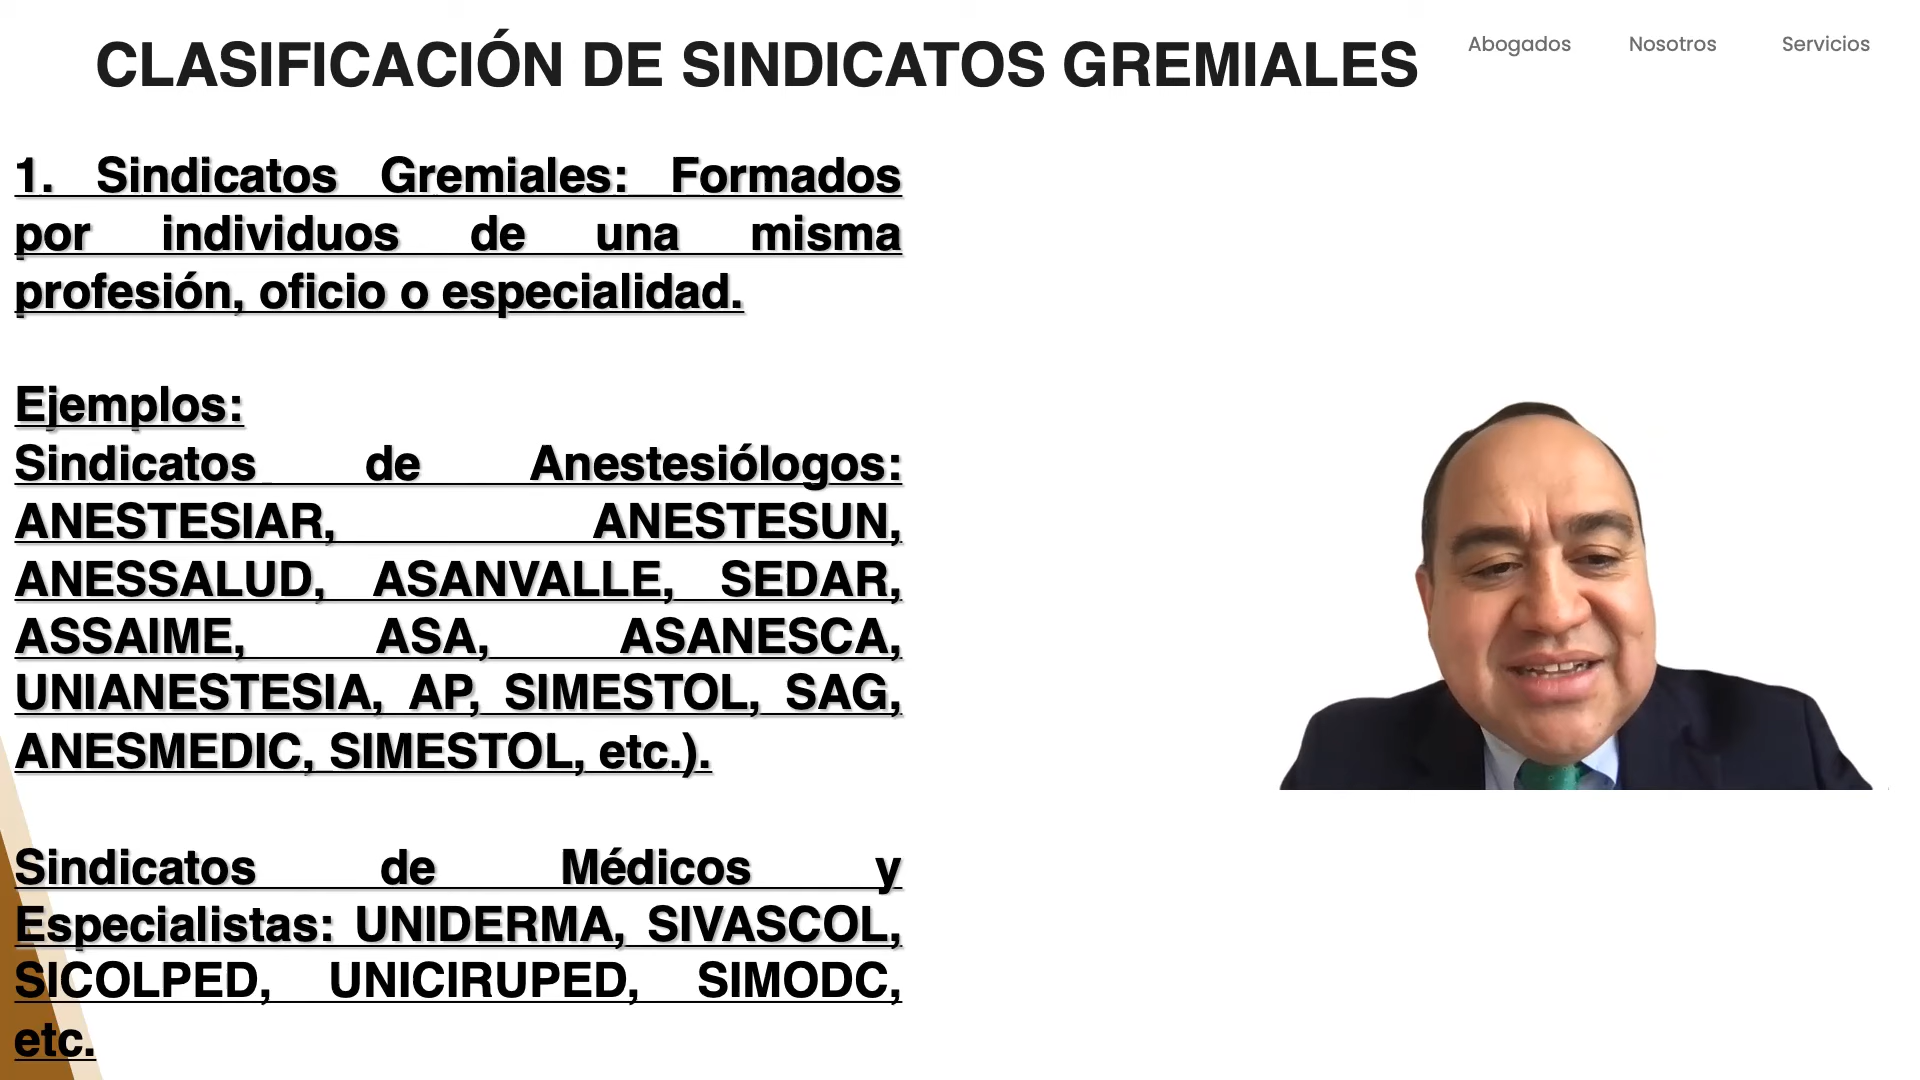 CLASIFICACIÓN DE SINDICATOS GREMIALES
Abogados Nosotros Servicios
1. Sindicatos Gremiales: Formados
por individuos de una misma
profesión, oficio o especialidad.
Ejemplos:
Sindicatos de Anestesiólogos:
ANESTESIAR, ANESTESUN,
ANESSALUD, ASANVALLE, SEDAR,
ASSAIME, ASA, ASANESCA,
UNIANESTESIA, AP, SIMESTOL, SAG,
ANESMEDIC, SIMESTOL, etc.).
Sindicatos de Médicos y
Especialistas: UNIDERMA, SIVASCOL,
SICOLPED, UNICIRUPED, SIMODC,
etc.